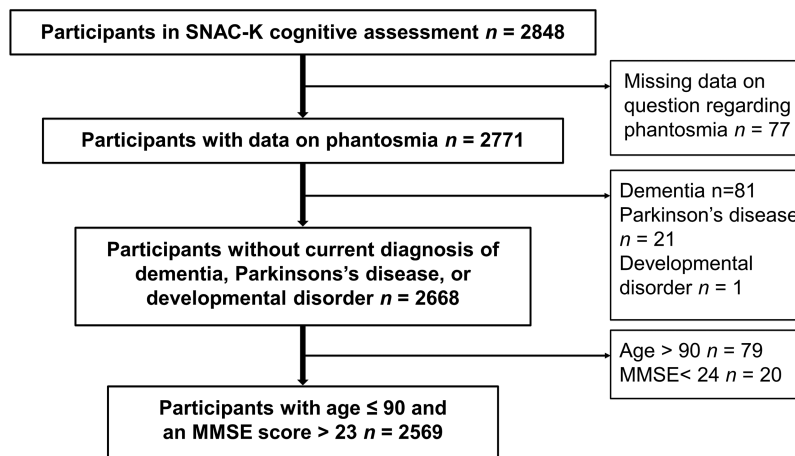 Participants in SNAC-K cognitive assessment n = 2848
Missing data on
question regarding
phantosmia n = 77
Participants with data on phantosmia n = 2771
Dementia n=81
Parkinson's disease
n = 21
Developmental
disorder n = 1
Participants without current diagnosis of
dementia, Parkinsons's disease, or
developmental disorder n = 2668
Age > 90 n = 79
MMSE< 24 n = 20
Participants with age ≤ 90 and
an MMSE score > 23 n = 2569